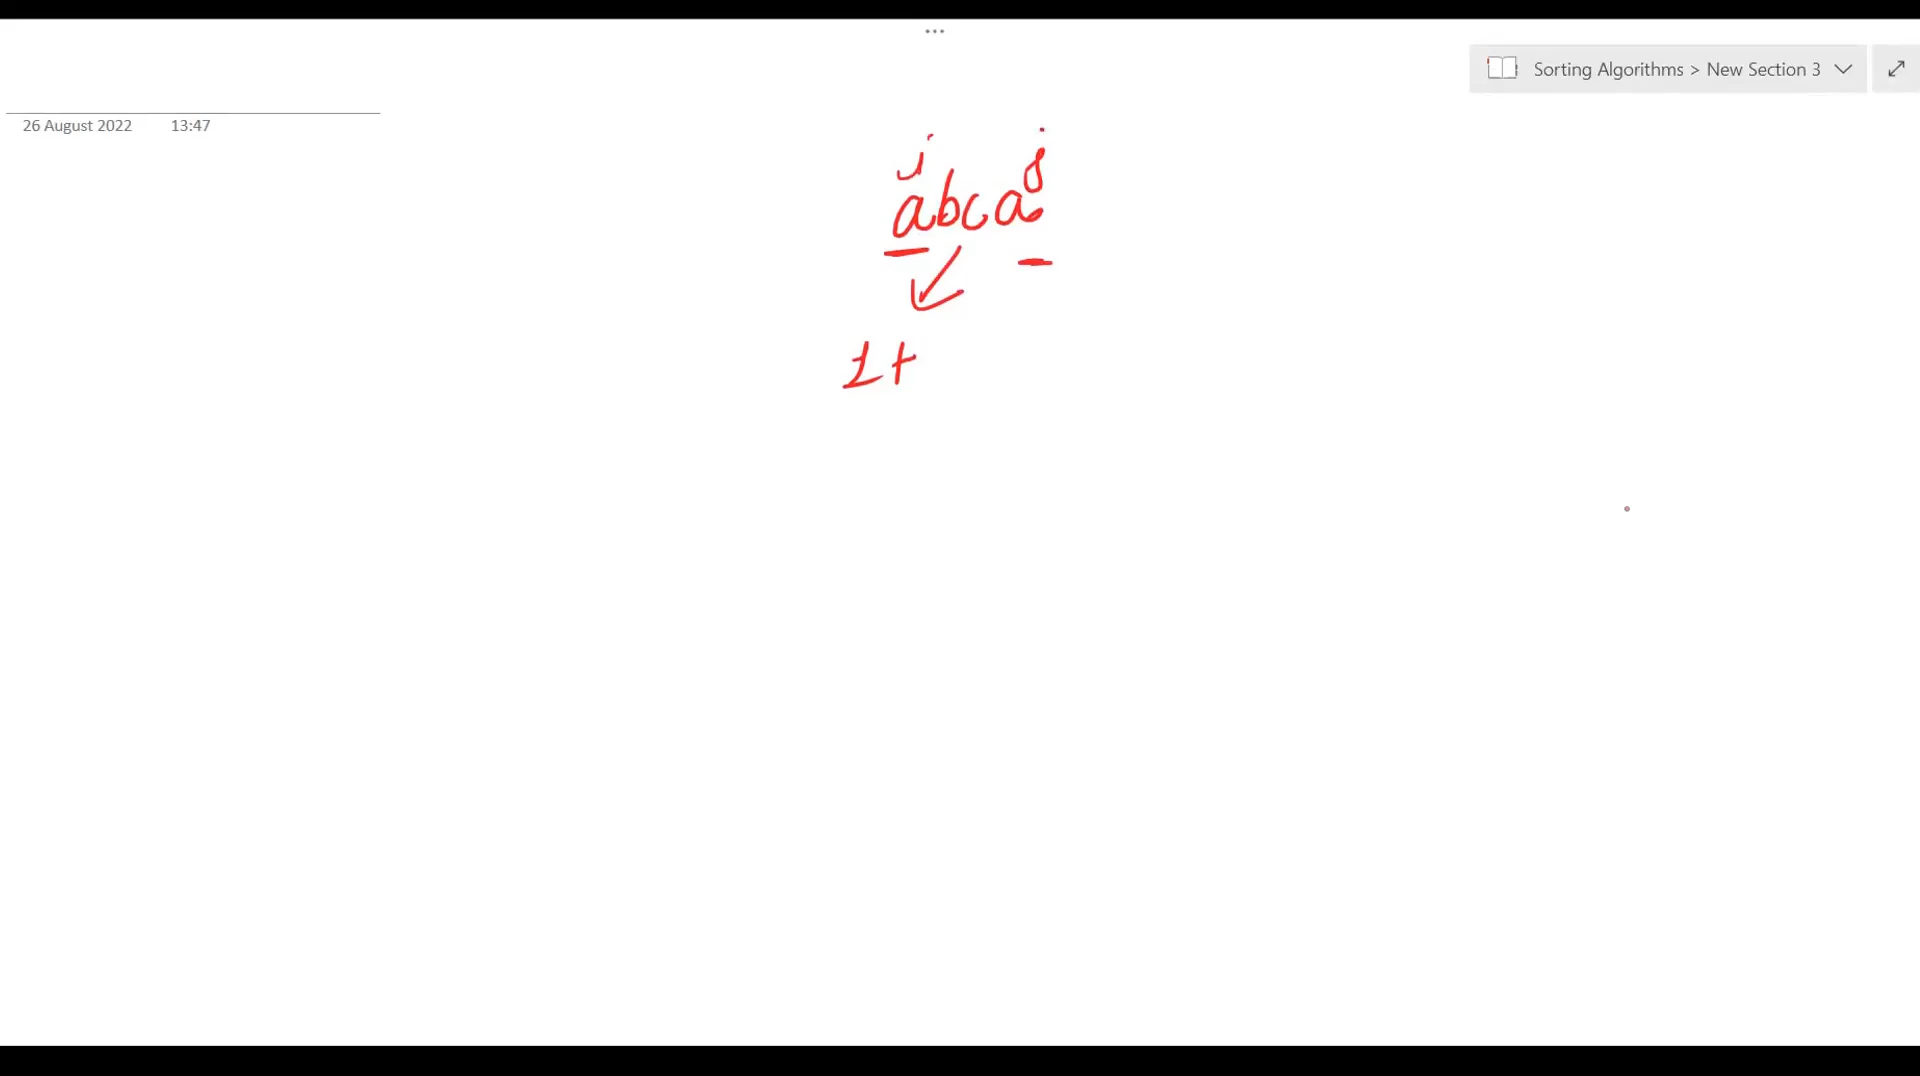 ...
Sorting Algorithms > New Section 3
26 August 2022 13:47
i j
abca
1+